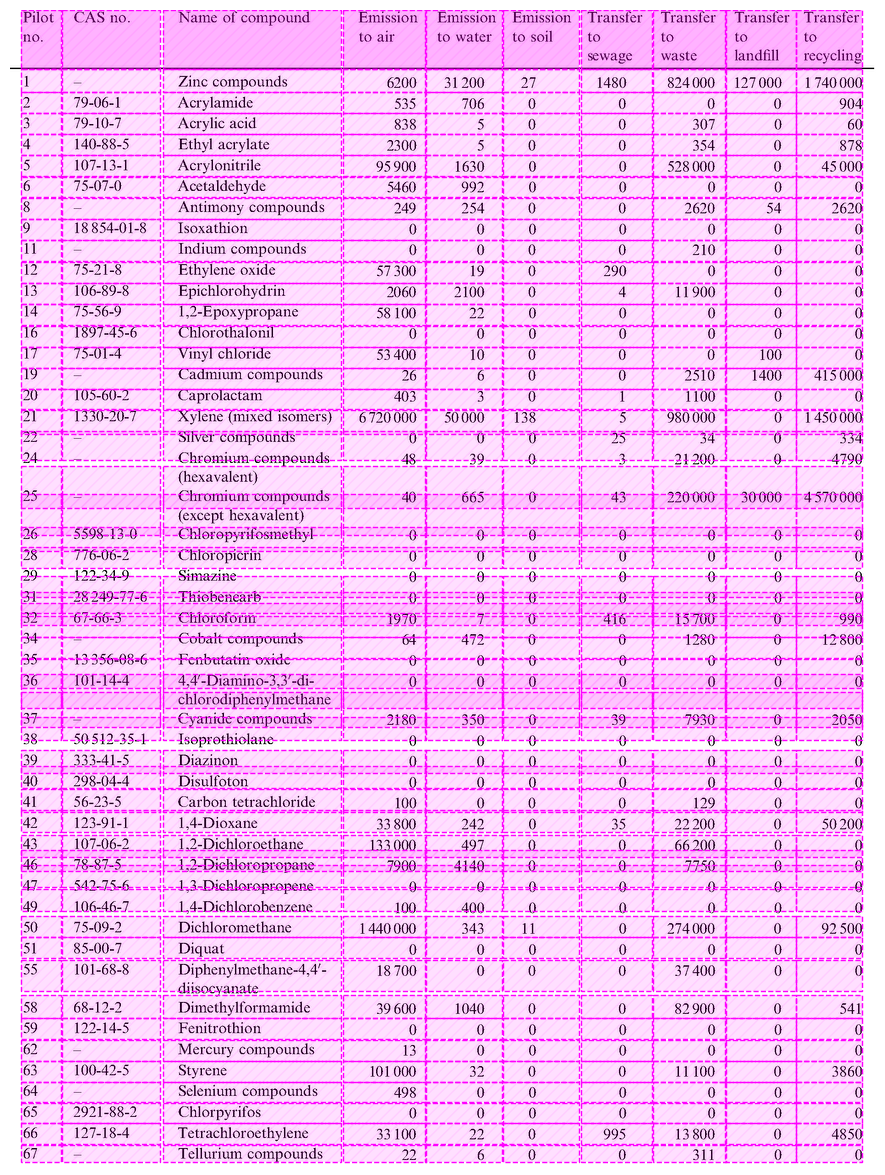 Pilot no. CAS no. Name of compound Emission to air Emission to water Emission to soil Transfer to sewage Transfer to waste Transfer to landfill Transfer to recycling
1 – Zinc compounds 6200 31 200 27 1480 824 000 127 000 1 740 000
2 79-06-1 Acrylamide 535 706 0 0 0 0 904
3 79-10-7 Acrylic acid 838 5 0 0 307 0 60
4 140-88-5 Ethyl acrylate 2300 5 0 0 354 0 878
5 107-13-1 Acrylonitrile 95 900 1630 0 0 528 000 0 45 000
6 75-07-0 Acetaldehyde 5460 992 0 0 0 0 0
8 – Antimony compounds 249 254 0 0 2620 54 2620
9 18 854-01-8 Isoxathion 0 0 0 0 0 0 0
11 – Indium compounds 0 0 0 0 210 0 0
12 75-21-8 Ethylene oxide 57 300 19 0 290 0 0 0
13 106-89-8 Epichlorohydrin 2060 2100 0 4 11 900 0 0
14 75-56-9 1,2-Epoxypropane 58 100 22 0 0 0 0 0
16 1897-45-6 Chlorothalonil 0 0 0 0 0 0 0
17 75-01-4 Vinyl chloride 53 400 10 0 0 0 100 0
19 – Cadmium compounds 26 6 0 0 2510 1400 415 000
20 105-60-2 Caprolactam 403 3 0 1 1100 0 0
21 1330-20-7 Xylene (mixed isomers) 6 720 000 50 000 138 5 980 000 0 1 450 000
22 – Silver compounds 0 0 0 25 34 0 334
24 – Chromium compounds 48 39 0 3 21 200 0 4790
(hexavalent)
25 – Chromium compounds 40 665 0 43 220 000 30 000 4 570 000
(except hexavalent)
26 5598-13-0 Chloropyrifosmethyl 0 0 0 0 0 0 0
28 776-06-2 Chloropicrin 0 0 0 0 0 0 0
29 122-34-9 Simazine 0 0 0 0 0 0 0
31 28 249-77-6 Thiobencarb 0 0 0 0 0 0 0
32 67-66-3 Chloroform 1970 7 0 416 15 700 0 990
34 – Cobalt compounds 64 472 0 0 1280 0 12 800
35 13 356-08-6 Fenbutatin oxide 0 0 0 0 0 0 0
36 101-14-4 4,4′-Diamino-3,3′-di- 0 0 0 0 0 0 0
chlorodiphenylmethane
37 – Cyanide compounds 2180 350 0 39 7930 0 2050
38 50 512-35-1 Isoprothiolane 0 0 0 0 0 0 0
39 333-41-5 Diazinon 0 0 0 0 0 0 0
40 298-04-4 Disulfoton 0 0 0 0 0 0 0
41 56-23-5 Carbon tetrachloride 100 0 0 0 129 0 0
42 123-91-1 1,4-Dioxane 33 800 242 0 35 22 200 0 50 200
43 107-06-2 1,2-Dichloroethane 133 000 497 0 0 66 200 0 0
46 78-87-5 1,2-Dichloropropane 7900 4140 0 0 7750 0 0
47 542-75-6 1,3-Dichloropropene 0 0 0 0 0 0 0
49 106-46-7 1,4-Dichlorobenzene 100 400 0 0 0 0 0
50 75-09-2 Dichloromethane 1 440 000 343 11 0 274 000 0 92 500
51 85-00-7 Diquat 0 0 0 0 0 0 0
55 101-68-8 Diphenylmethane-4,4′- 18 700 0 0 0 37 400 0 0
diisocyanate
58 68-12-2 Dimethylformamide 39 600 1040 0 0 82 900 0 541
59 122-14-5 Fenitrothion 0 0 0 0 0 0 0
62 – Mercury compounds 13 0 0 0 0 0 0
63 100-42-5 Styrene 101 000 32 0 0 11 100 0 3860
64 – Selenium compounds 498 0 0 0 0 0 0
65 2921-88-2 Chlorpyrifos 0 0 0 0 0 0 0
66 127-18-4 Tetrachloroethylene 33 100 22 0 995 13 800 0 4850
67 – Tellurium compounds 22 6 0 0 311 0 0